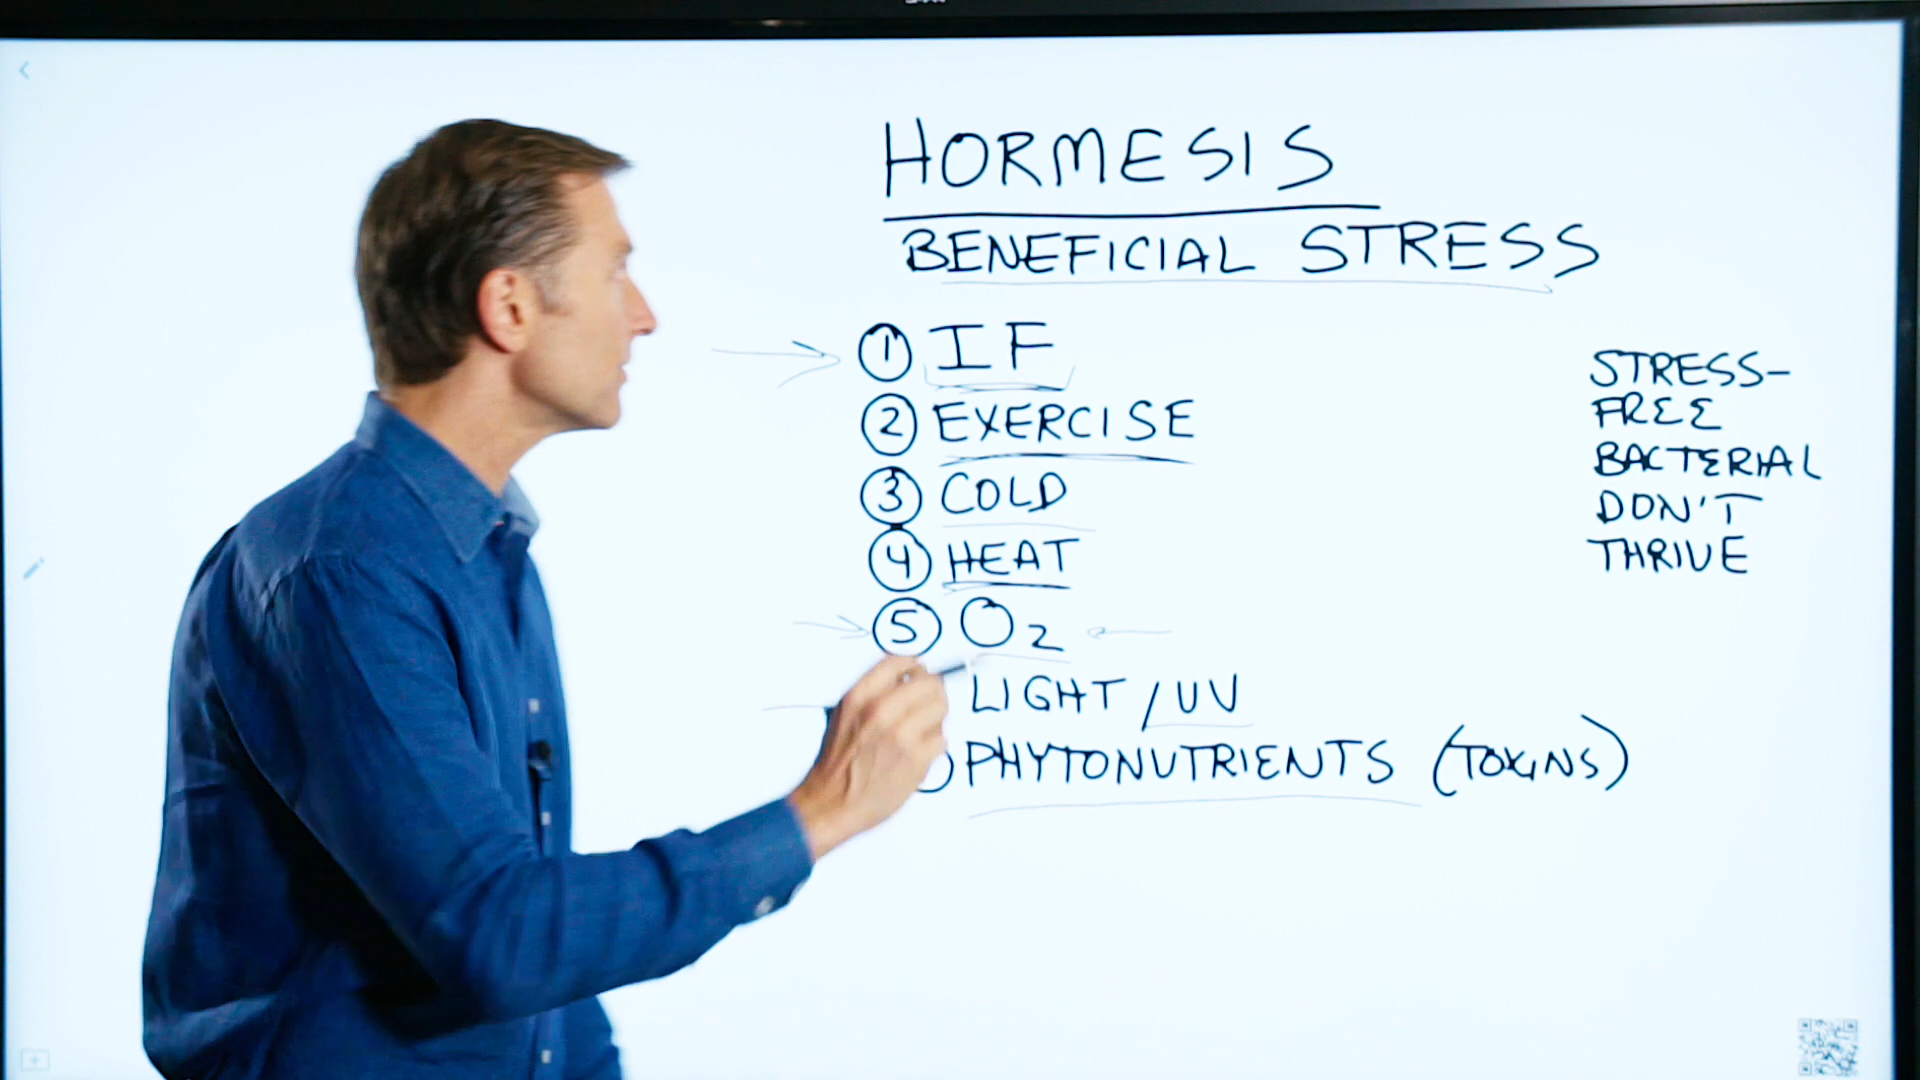 HORMESIS
BENEFICIAL STRESS
1 IF
2 EXERCISE
3 COLD
4 HEAT
5 O2
LIGHT / UV
PHYTONUTRIENTS (TOXINS)
STRESS-
FREE
BACTERIAL
DON'T
THRIVE